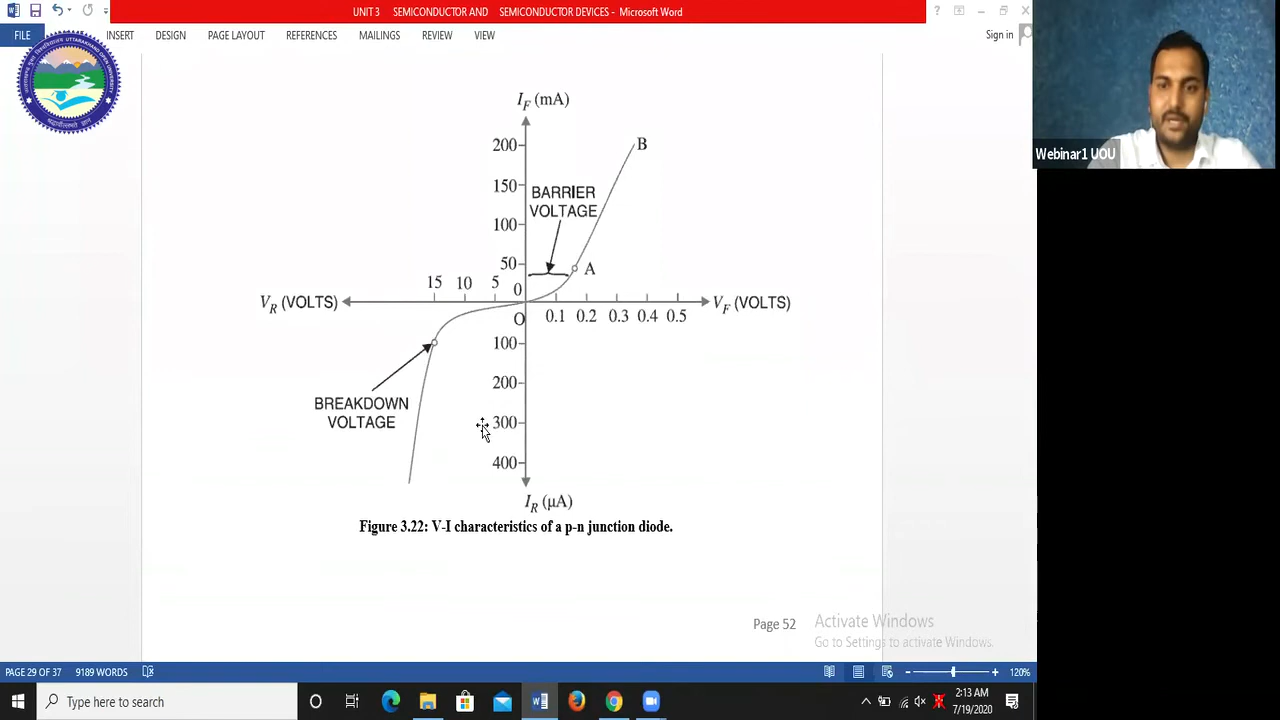 UNIT 3 SEMICONDUCTOR AND SEMICONDUCTOR DEVICES - Microsoft Word
?
FILE INSERT DESIGN PAGE LAYOUT REFERENCES MAILINGS REVIEW VIEW Sign in
Webinar1 UOU
I_F (mA)
200 B
150
BARRIER
VOLTAGE
100
50 A
15 10 5 0
V_R (VOLTS) V_F (VOLTS)
O 0.1 0.2 0.3 0.4 0.5
100
200
BREAKDOWN
VOLTAGE
300
400
I_R (μA)
Figure 3.22: V-I characteristics of a p-n junction diode.
Page 52
Activate Windows
Go to Settings to activate Windows.
PAGE 29 OF 37 9189 WORDS 120%
Type here to search
2:13 AM
7/19/2020